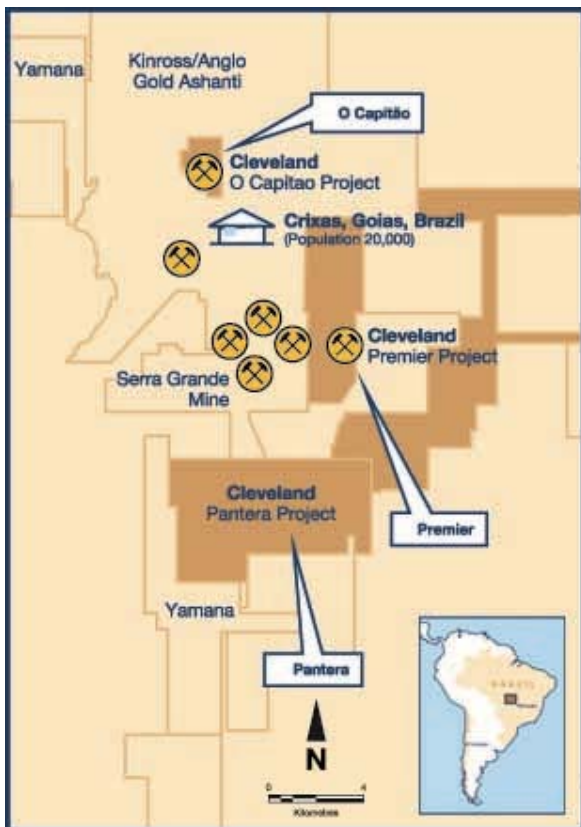 Yamana
Kinross/Anglo
Gold Ashanti
O Capitão
Cleveland
O Capitao Project
Crixas, Goias, Brazil
(Population 20,000)
Cleveland
Premier Project
Serra Grande
Mine
Cleveland
Pantera Project
Premier
Yamana
Pantera
BRAZIL
N
0 4
Kilometres